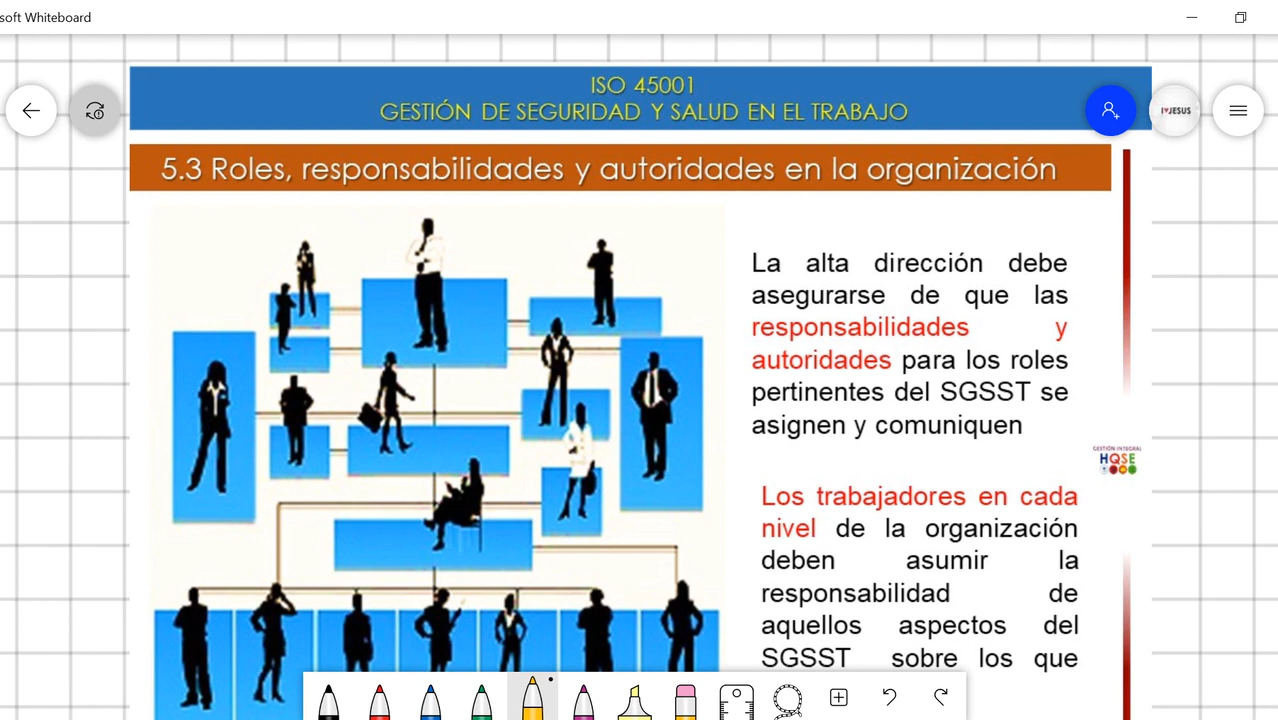 soft Whiteboard
ISO 45001
GESTIÓN DE SEGURIDAD Y SALUD EN EL TRABAJO
I♥JESUS
5.3 Roles, responsabilidades y autoridades en la organización
La alta dirección debe
asegurarse de que las
responsabilidades y
autoridades para los roles
pertinentes del SGSST se
asignen y comuniquen
GESTIÓN INTEGRAL
HQSE
Los trabajadores en cada
nivel de la organización
deben asumir la
responsabilidad de
aquellos aspectos del
SGSST sobre los que